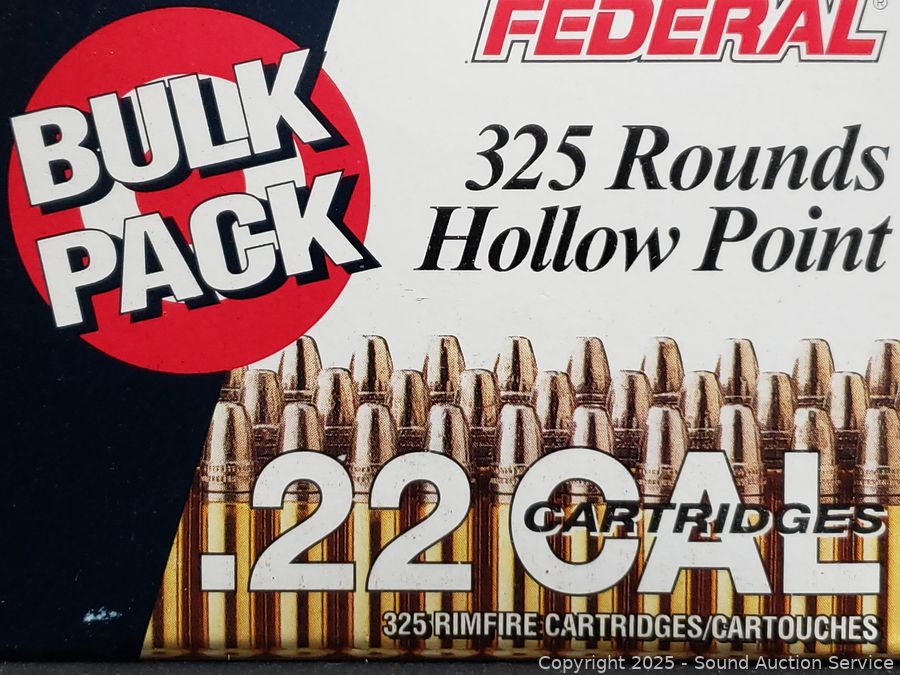 FEDERAL®
BULK
PACK
325 Rounds
Hollow Point
.22 CAL
CARTRIDGES
325 RIMFIRE CARTRIDGES/CARTOUCHES
Copyright 2025 - Sound Auction Service